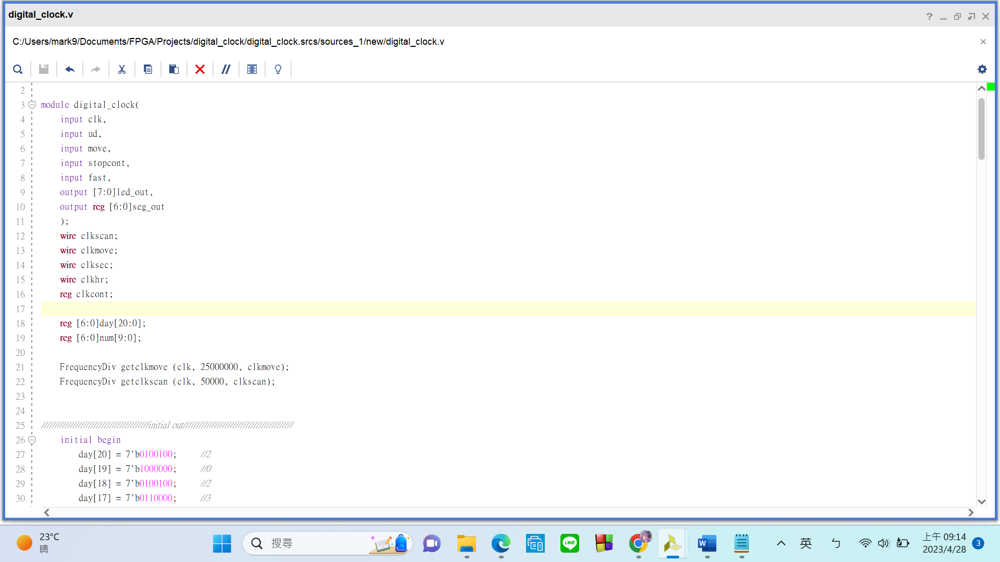 digital_clock.v
C:/Users/mark9/Documents/FPGA/Projects/digital_clock/digital_clock.srcs/sources_1/new/digital_clock.v
2
3 module digital_clock(
4 input clk,
5 input ud,
6 input move,
7 input stopcont,
8 input fast,
9 output [7:0]led_out,
10 output reg [6:0]seg_out
11 );
12 wire clkscan;
13 wire clkmove;
14 wire clksec;
15 wire clkhr;
16 reg clkcont;
17
18 reg [6:0]day[20:0];
19 reg [6:0]num[9:0];
20
21 FrequencyDiv getclkmove (clk, 25000000, clkmove);
22 FrequencyDiv getclkscan (clk, 50000, clkscan);
23
24
25 ///////////////////////////////////////initial out////////////////////////////////////////
26 initial begin
27 day[20] = 7'b0100100; //2
28 day[19] = 7'b1000000; //0
29 day[18] = 7'b0100100; //2
30 day[17] = 7'b0110000; //3
23°C
晴
搜尋
LINE
W
英
ㄅ
上午 09:14
2023/4/28
3